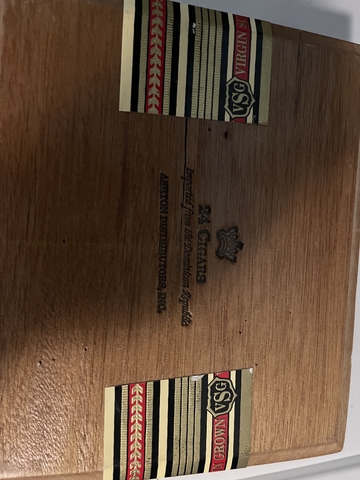 24 CIGARS
Imported from the Dominican Republic
ASHTON DISTRIBUTORS, INC.
VSG VIRGIN
GROWN VSG